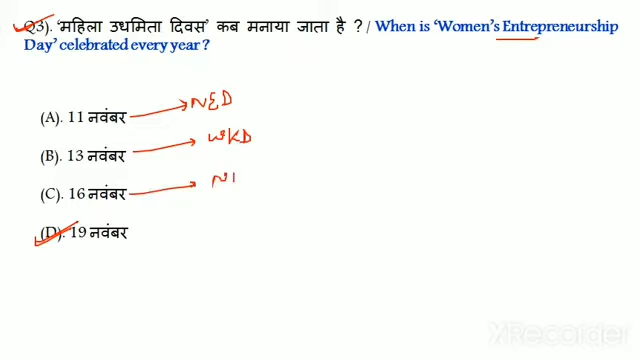 Q3). 'महिला उधमिता दिवस' कब मनाया जाता है ? / When is 'Women's Entrepreneurship
Day' celebrated every year ?
(A). 11 नवंबर NED
(B). 13 नवंबर WKD
(C). 16 नवंबर NI
(D). 19 नवंबर
XRecorder